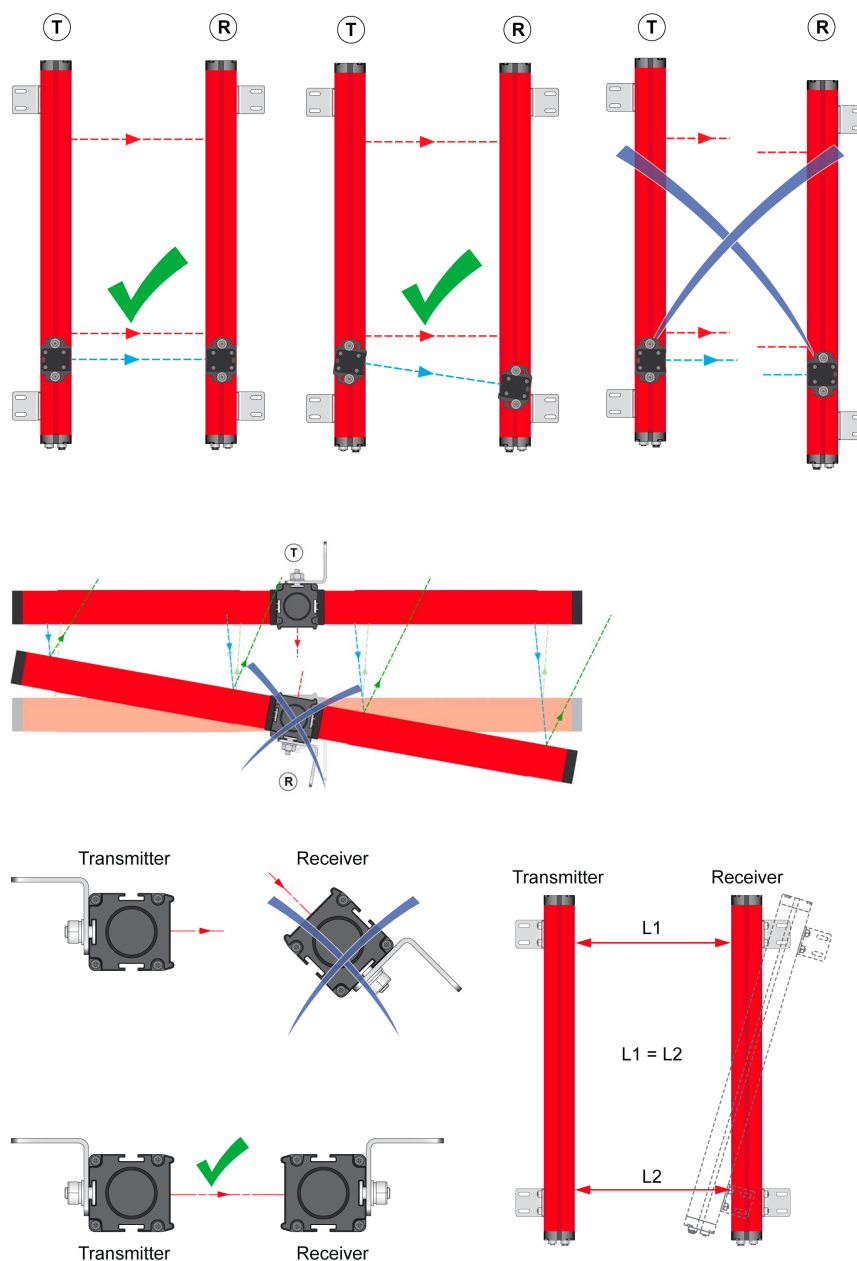 T R T R T R
T
R
Transmitter Receiver
Transmitter Receiver
L1
L1 = L2
L2
Transmitter Receiver